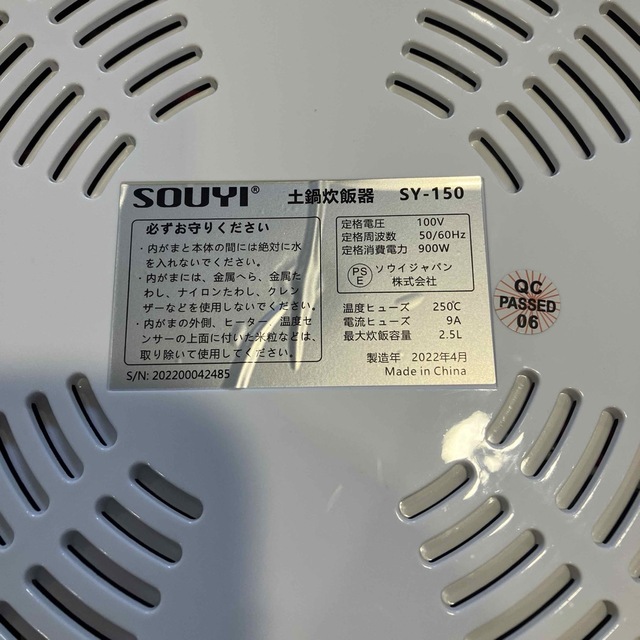 SOUYI® 土鍋炊飯器 SY-150
必ずお守りください
・内がまと本体の間には絶対に水
を入れないでください。
・内がまには、金属へら、金属た
わし、ナイロンたわし、クレン
ザーなどを使用しないでください。
・内がまの外側、ヒーター、温度セ
ンサーの上面に付いた米粒などは、
取り除いて使用してください。
S/N: 202200042485
定格電圧 100V
定格周波数 50/60Hz
定格消費電力 900W
PSE ソウイジャパン
株式会社
温度ヒューズ 250℃
電流ヒューズ 9A
最大炊飯容量 2.5L
製造年 2022年4月
Made in China
QC
PASSED
06